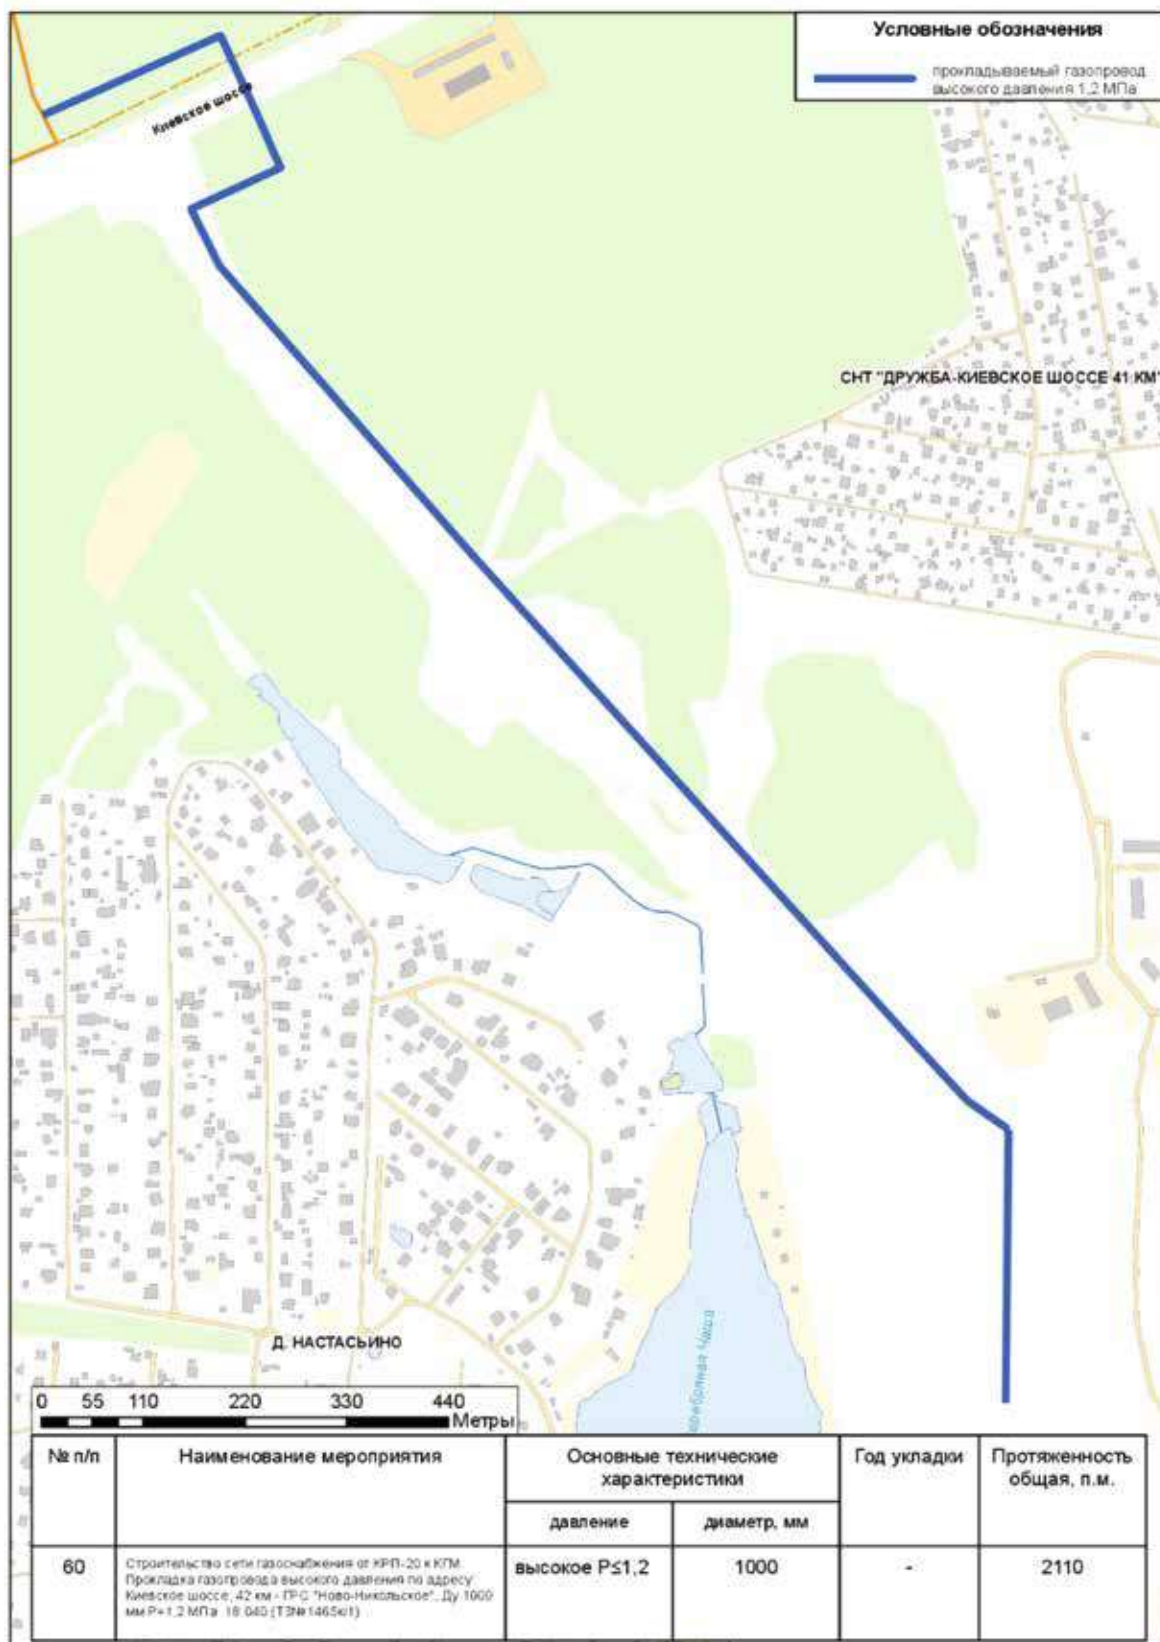 Условные обозначения
прокладываемый газопровод
высокого давления 1,2 МПа
Киевское шоссе
СНТ "ДРУЖБА-КИЕВСКОЕ ШОССЕ 41 КМ"
Д. НАСТАСЬИНО
Чаша
0 55 110 220 330 440
Метры
№ п/п
Наименование мероприятия
Основные технические
характеристики
Год укладки
Протяженность
общая, п.м.
давление
диаметр, мм
60
Строительство сети газоснабжения от КРП-20 к КГМ.
Прокладка газопровода высокого давления по адресу:
Киевское шоссе, 42 км - ГРС "Ново-Никольское", Ду 1000
мм Р=1,2 МПа
высокое P≤1,2
1000
-
2110